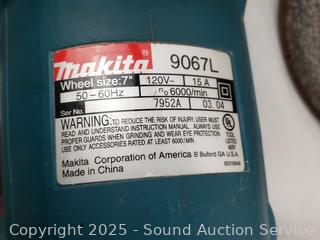 makita 9067L
Wheel size:7" 120V~ 15 A
50–60Hz no 6000/min
Ser No. 7952A 03.04
WARNING: TO REDUCE THE RISK OF INJURY, USER MUST
READ AND UNDERSTAND INSTRUCTION MANUAL. ALWAYS USE
PROPER GUARDS WHEN GRINDING AND WEAR EYE PROTECTION.
USE ONLY ACCESSORIES RATED AT LEAST 6000/MIN.
UL
LISTED
Makita Corporation of America B Buford GA U.S.A.
Made in China
Copyright 2025 - Sound Auction Service